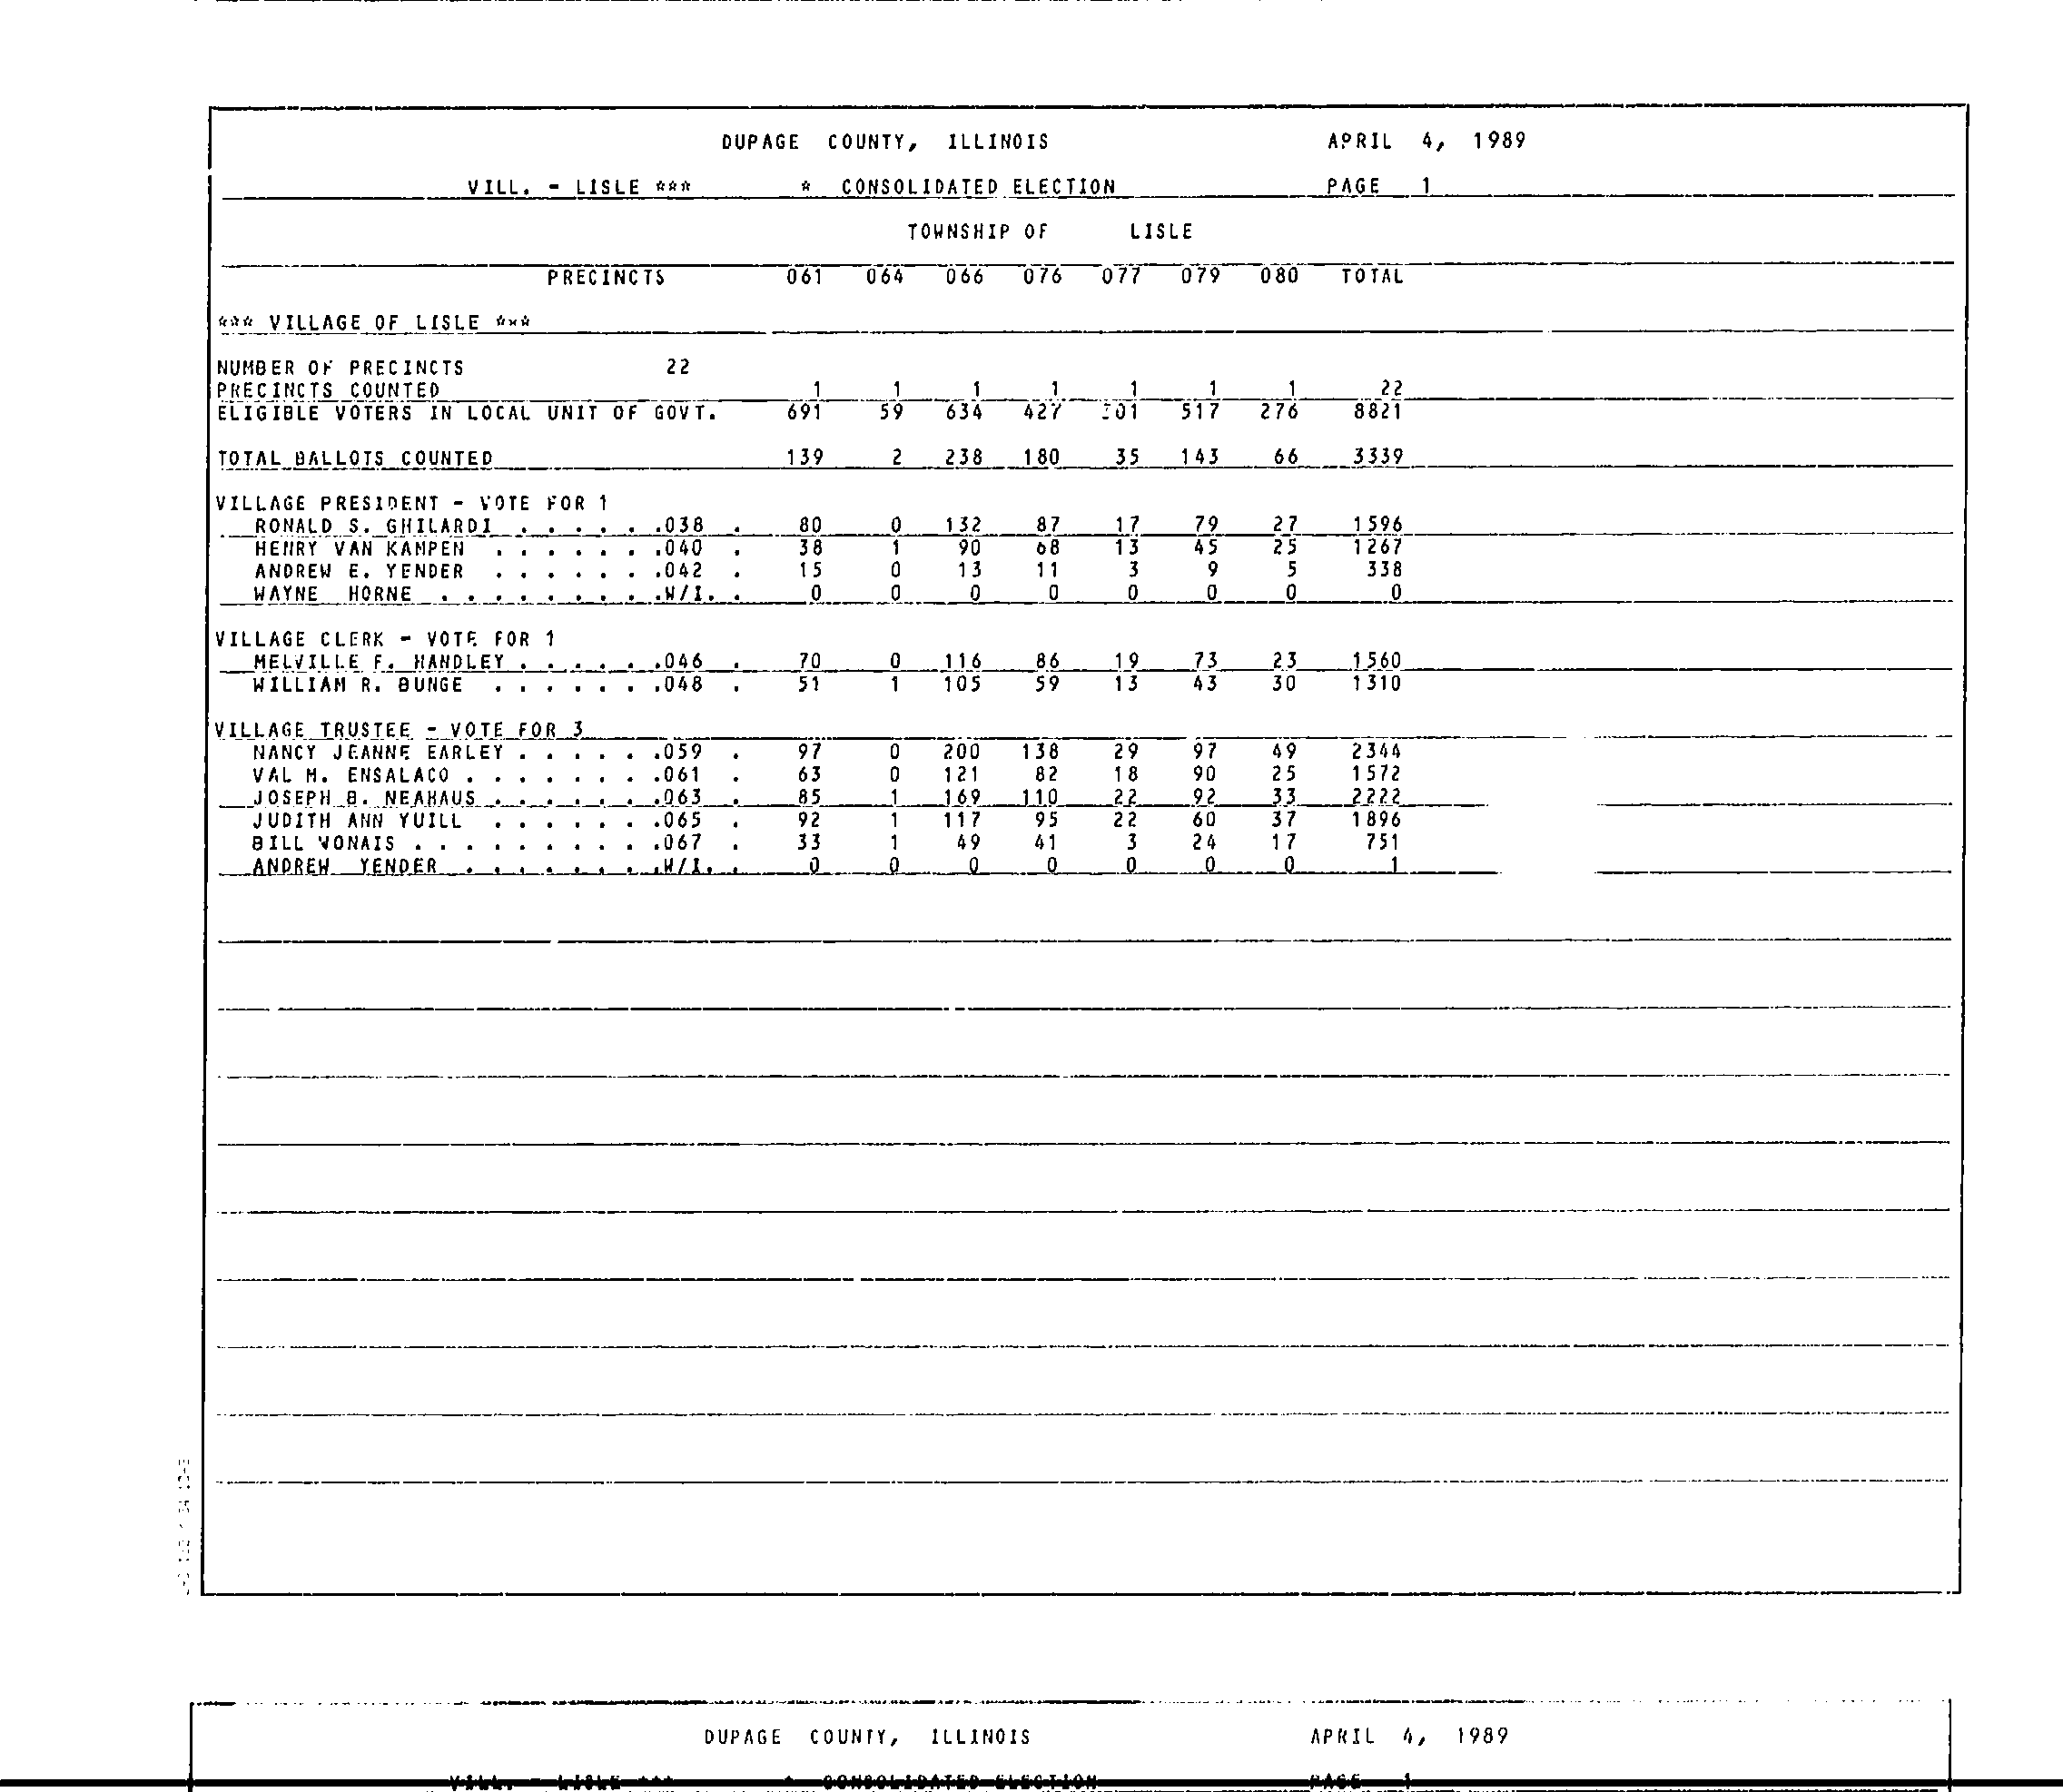 DUPAGE COUNTY, ILLINOIS APRIL 4, 1989
VILL. - LISLE *** * CONSOLIDATED ELECTION PAGE 1
TOWNSHIP OF LISLE
PRECINCTS 061 064 066 076 077 079 080 TOTAL
*** VILLAGE OF LISLE ***
NUMBER OF PRECINCTS 22
PRECINCTS COUNTED 1 1 1 1 1 1 1 22
ELIGIBLE VOTERS IN LOCAL UNIT OF GOVT. 691 59 634 427 517 276 8821
TOTAL BALLOTS COUNTED 139 2 238 180 35 143 66 3339
VILLAGE PRESIDENT - VOTE FOR 1
RONALD S. GHILARDI . . . . . .038 . 80 0 132 87 17 79 27 1596
HENRY VAN KAMPEN . . . . . . .040 . 38 1 90 68 13 45 25 1267
ANDREW E. YENDER . . . . . . .042 . 15 0 13 11 3 9 5 338
WAYNE HORNE . . . . . . . . .W/I. . 0 0 0 0 0 0 0 0
VILLAGE CLERK - VOTE FOR 1
MELVILLE F. HANDLEY . . . . . .046 . 70 0 116 86 19 73 23 1560
WILLIAM R. BUNGE . . . . . . .048 . 51 1 105 59 13 43 30 1310
VILLAGE TRUSTEE - VOTE FOR 3
NANCY JEANNE EARLEY . . . . . .059 . 97 0 200 138 29 97 49 2344
VAL M. ENSALACO . . . . . . . .061 . 63 0 121 82 18 90 25 1572
JOSEPH B. NEAHAUS . . . . . . .063 . 85 1 169 110 22 92 33 2222
JUDITH ANN YUILL . . . . . . .065 . 92 1 117 95 22 60 37 1896
BILL WONAIS . . . . . . . . . .067 . 33 1 49 41 3 24 17 751
ANDREW YENDER . . . . . . . .W/I. . 0 0 0 0 0 0 0 1
DUPAGE COUNTY, ILLINOIS APRIL 4, 1989
VILL. - LISLE *** * CONSOLIDATED ELECTION PAGE 1